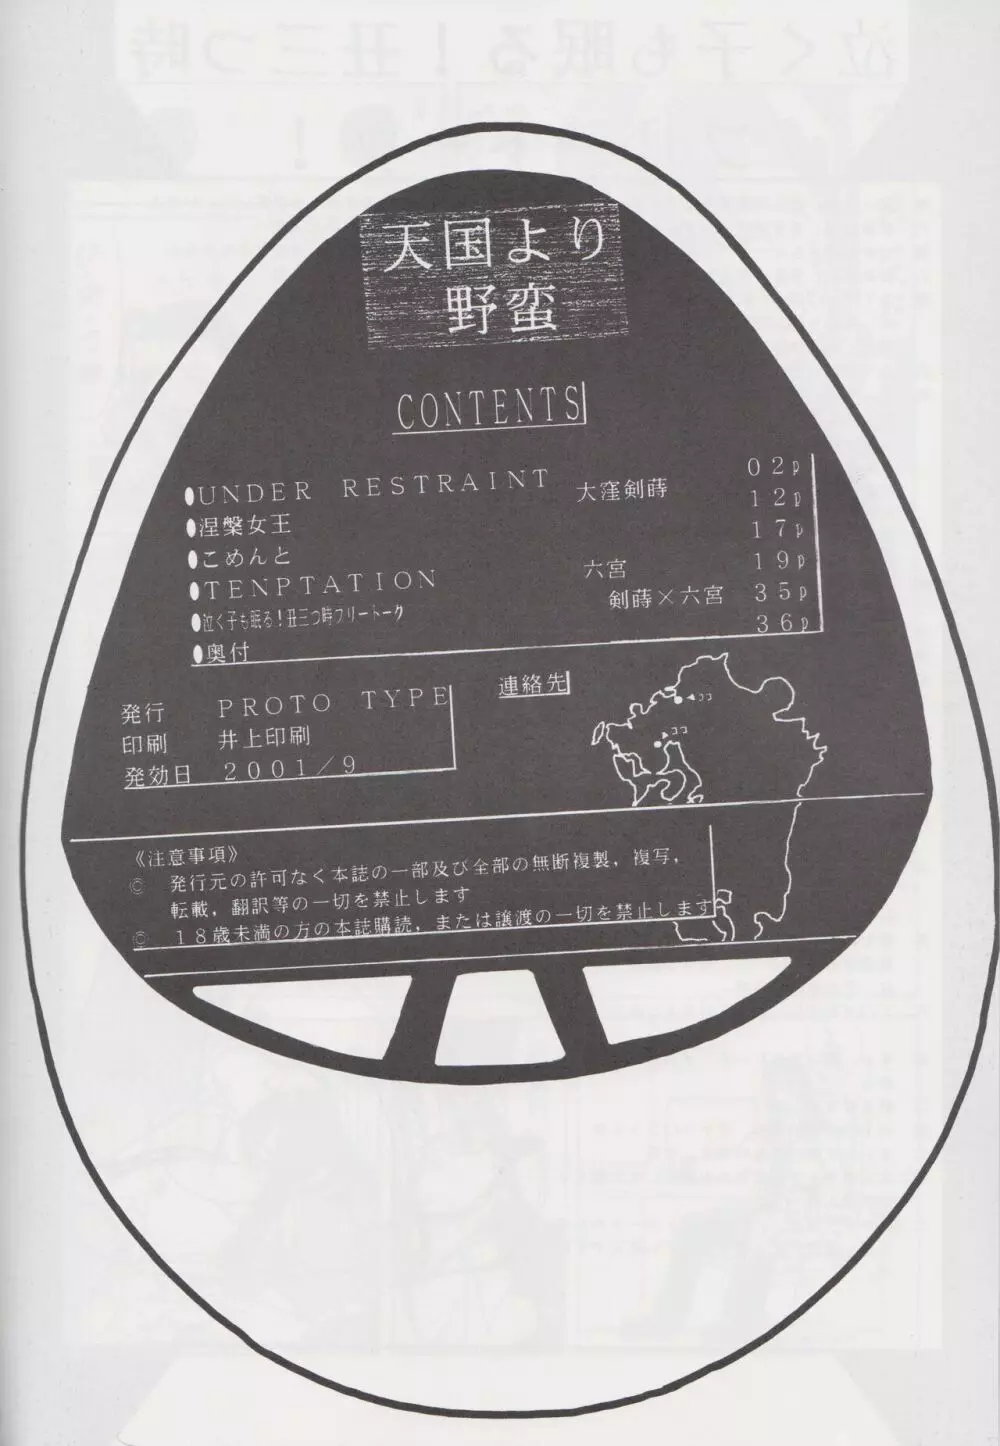 天国より
野蛮
CONTENTS
●UNDER RESTRAINT 大窪剣蒔 02p
●涅槃女王 12p
●こめんと 17p
●TENPTATION 六宮 19p
●泣く子も眠る!丑三つ時フリートーク 剣蒔×六宮 35p
●奥付 36p
発行 PROTO TYPE
印刷 井上印刷
発効日 2001/9
連絡先
◀ココ
◀ココ
《注意事項》
© 発行元の許可なく本誌の一部及び全部の無断複製,複写,
転載,翻訳等の一切を禁止します
© 18歳未満の方の本誌購読,または譲渡の一切を禁止します